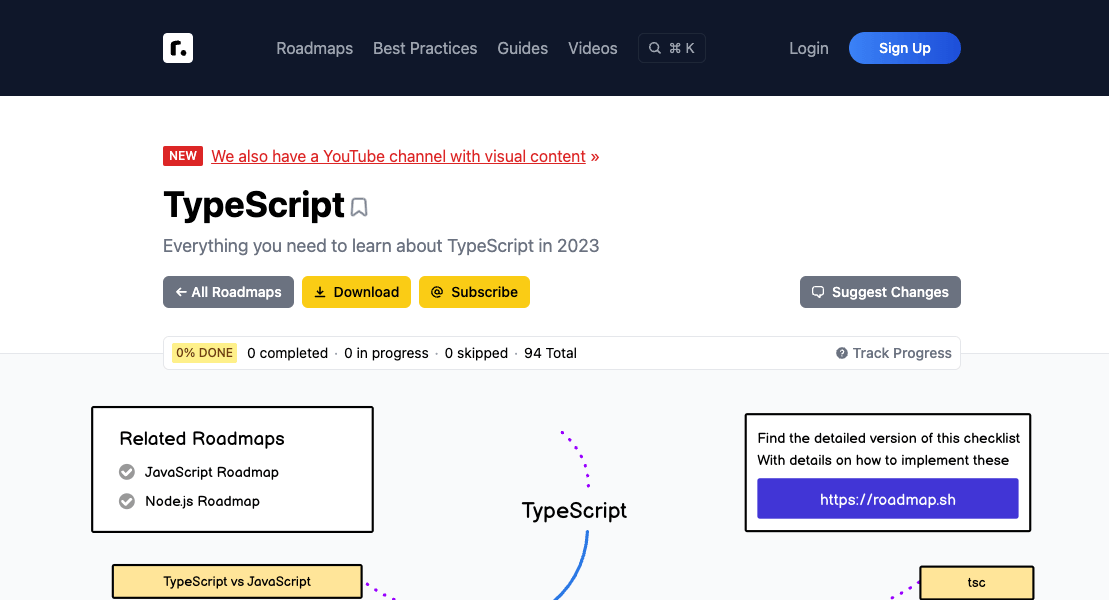 r.
Roadmaps Best Practices Guides Videos ⌘ K Login Sign Up
NEW We also have a YouTube channel with visual content »
TypeScript
Everything you need to learn about TypeScript in 2023
← All Roadmaps Download @ Subscribe Suggest Changes
0% DONE 0 completed · 0 in progress · 0 skipped · 94 Total ? Track Progress
Related Roadmaps
JavaScript Roadmap
Node.js Roadmap
Find the detailed version of this checklist
With details on how to implement these
https://roadmap.sh
TypeScript
TypeScript vs JavaScript
tsc